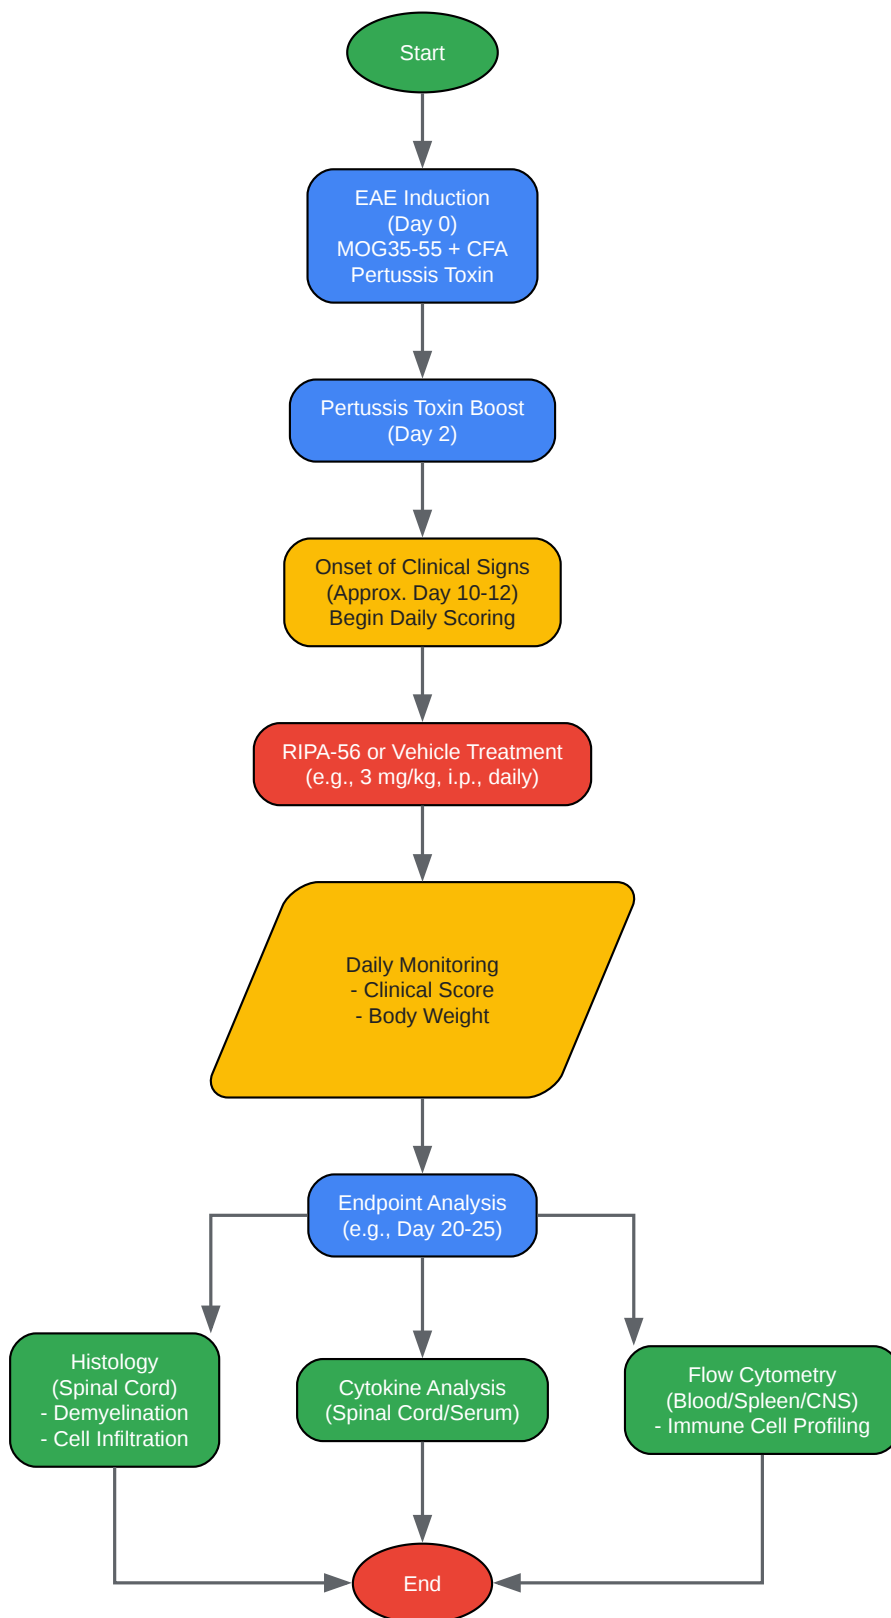 Start
EAE Induction
(Day 0)
MOG35-55 + CFA
Pertussis Toxin
Pertussis Toxin Boost
(Day 2)
Onset of Clinical Signs
(Approx. Day 10-12)
Begin Daily Scoring
RIPA-56 or Vehicle Treatment
(e.g., 3 mg/kg, i.p., daily)
Daily Monitoring
- Clinical Score
- Body Weight
Endpoint Analysis
(e.g., Day 20-25)
Histology
(Spinal Cord)
- Demyelination
- Cell Infiltration
Cytokine Analysis
(Spinal Cord/Serum)
Flow Cytometry
(Blood/Spleen/CNS)
- Immune Cell Profiling
End